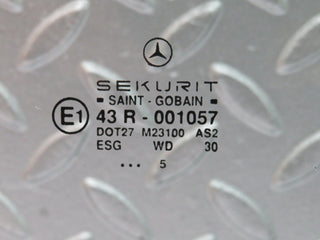 SEKURIT
SAINT - GOBAIN
E1 43 R - 001057
DOT27 M23100 AS2
ESG WD 30
••• 5